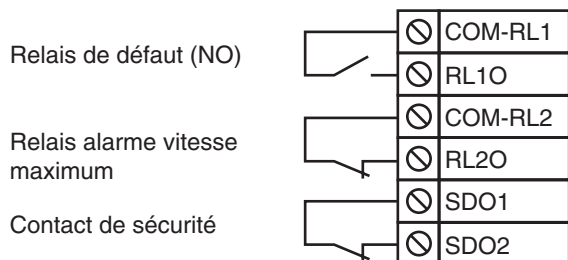 Relais de défaut (NO)
COM-RL1
RL1O
Relais alarme vitesse
maximum
COM-RL2
RL2O
Contact de sécurité
SDO1
SDO2